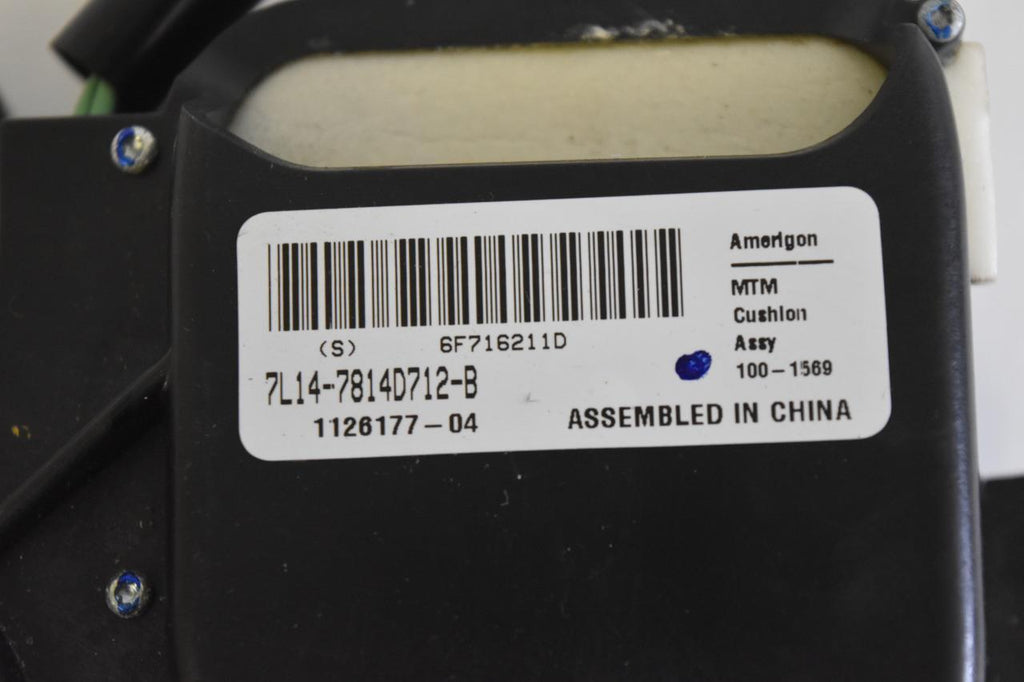 (S) 6F716211D
7L14-7814D712-B
1126177-04
Amerigon
MTM
Cushion
Assy
100-1569
ASSEMBLED IN CHINA